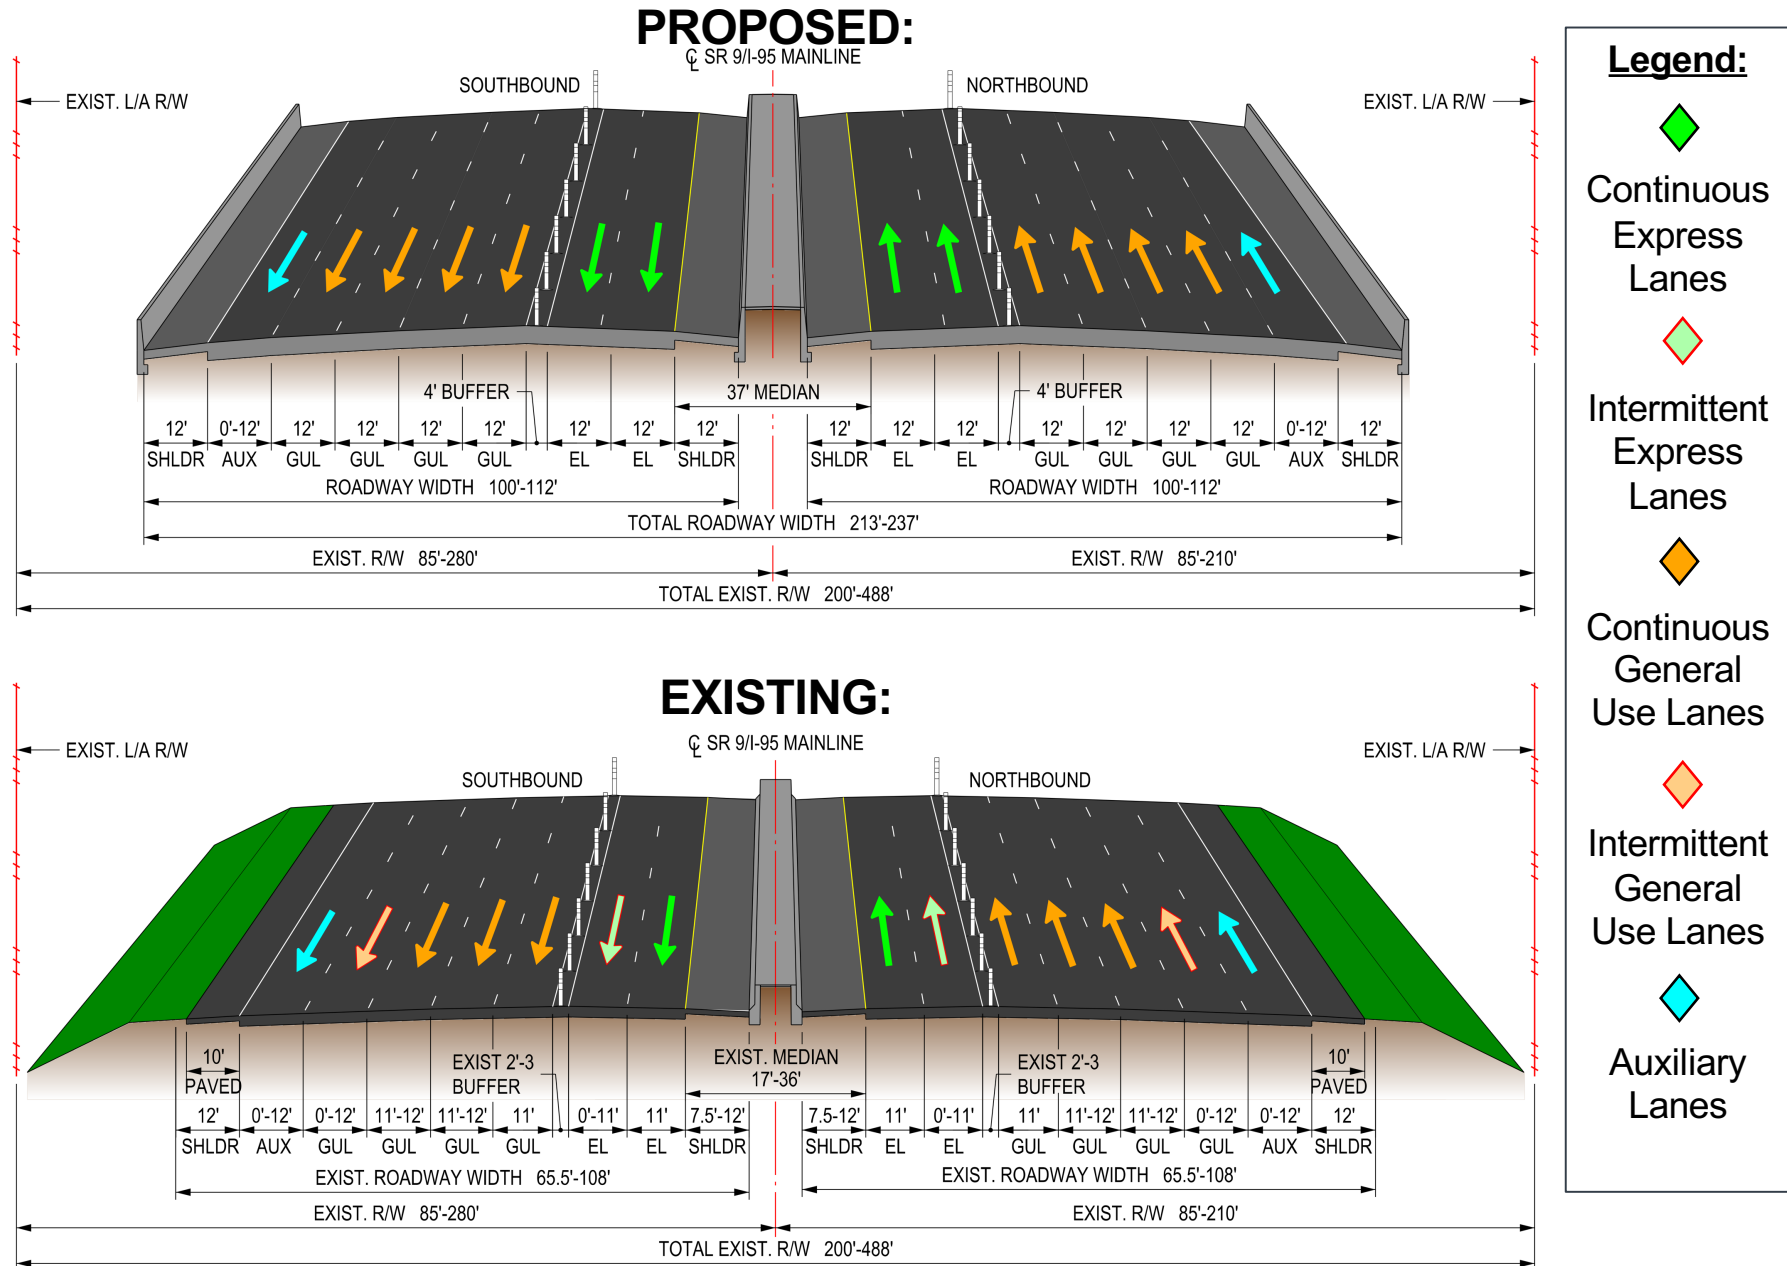 PROPOSED:
℄ SR 9/I-95 MAINLINE
SOUTHBOUND
NORTHBOUND
EXIST. L/A R/W
EXIST. L/A R/W
4' BUFFER
37' MEDIAN
4' BUFFER
12' 0'-12' 12' 12' 12' 12' 12' 12' 12' 12' 12' 12' 12' 12' 12' 12' 0'-12' 12'
SHLDR AUX GUL GUL GUL GUL EL EL SHLDR SHLDR EL EL GUL GUL GUL GUL AUX SHLDR
ROADWAY WIDTH 100'-112'
ROADWAY WIDTH 100'-112'
TOTAL ROADWAY WIDTH 213'-237'
EXIST. R/W 85'-280'
EXIST. R/W 85'-210'
TOTAL EXIST. R/W 200'-488'
EXISTING:
℄ SR 9/I-95 MAINLINE
SOUTHBOUND
NORTHBOUND
EXIST. L/A R/W
EXIST. L/A R/W
10'
PAVED
EXIST 2'-3
BUFFER
EXIST. MEDIAN
17'-36'
EXIST 2'-3
BUFFER
10'
PAVED
12' 0'-12' 0'-12' 11'-12' 11'-12' 11' 0'-11' 11' 7.5'-12' 7.5-12' 11' 0'-11' 11' 11'-12' 11'-12' 0'-12' 0'-12' 12'
SHLDR AUX GUL GUL GUL GUL EL EL SHLDR SHLDR EL EL GUL GUL GUL GUL AUX SHLDR
EXIST. ROADWAY WIDTH 65.5'-108'
EXIST. ROADWAY WIDTH 65.5'-108'
EXIST. R/W 85'-280'
EXIST. R/W 85'-210'
TOTAL EXIST. R/W 200'-488'
Legend:
Continuous
Express
Lanes
Intermittent
Express
Lanes
Continuous
General
Use Lanes
Intermittent
General
Use Lanes
Auxiliary
Lanes